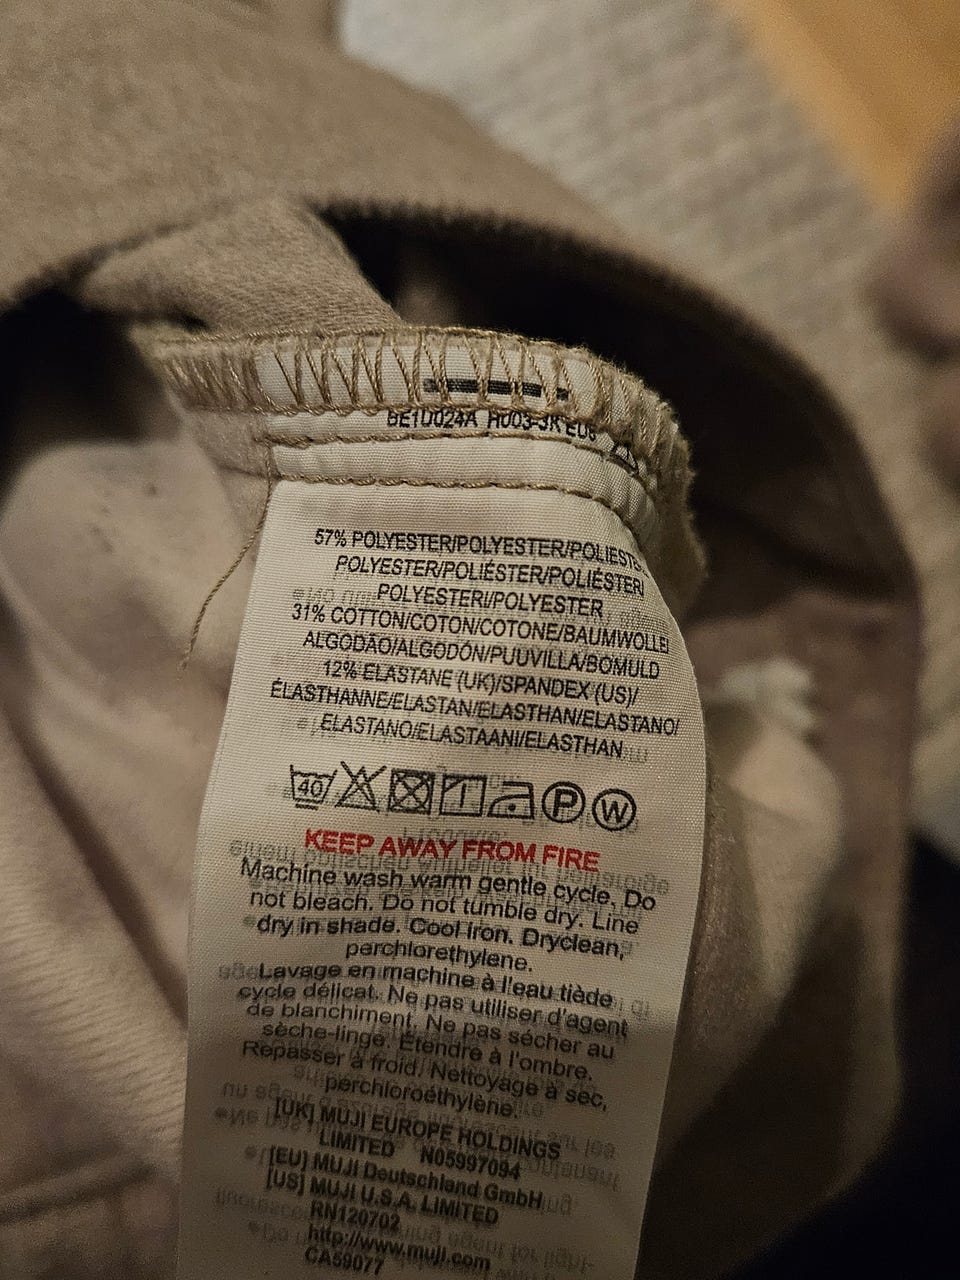 BE1D024A H003-3K EU8
57% POLYESTER/POLYESTER/POLIESTE
POLYESTER/POLIÉSTER/POLIÉSTERI
POLYESTERI/POLYESTER
31% COTTON/COTON/COTONE/BAUMWOLLE/
ALGODÃO/ALGODÓN/PUUVILLA/BOMULD
12% ELASTANE (UK)/SPANDEX (US)/
ÉLASTHANNE/ELASTAN/ELASTHAN/ELASTANO/
ELASTANO/ELASTAANI/ELASTHAN
40 P W
KEEP AWAY FROM FIRE
Machine wash warm gentle cycle. Do
not bleach. Do not tumble dry. Line
dry in shade. Cool iron. Dryclean,
perchlorethylene.
Lavage en machine à l'eau tiède
cycle délicat. Ne pas utiliser d'agent
de blanchiment. Ne pas sécher au
sèche-linge. Étendre à l'ombre.
Repasser à froid. Nettoyage à sec,
perchloroéthylène.
[UK] MUJI EUROPE HOLDINGS
LIMITED N05997094
[EU] MUJI Deutschland GmbH
[US] MUJI U.S.A. LIMITED
RN120702
http://www.muji.com
CA59077